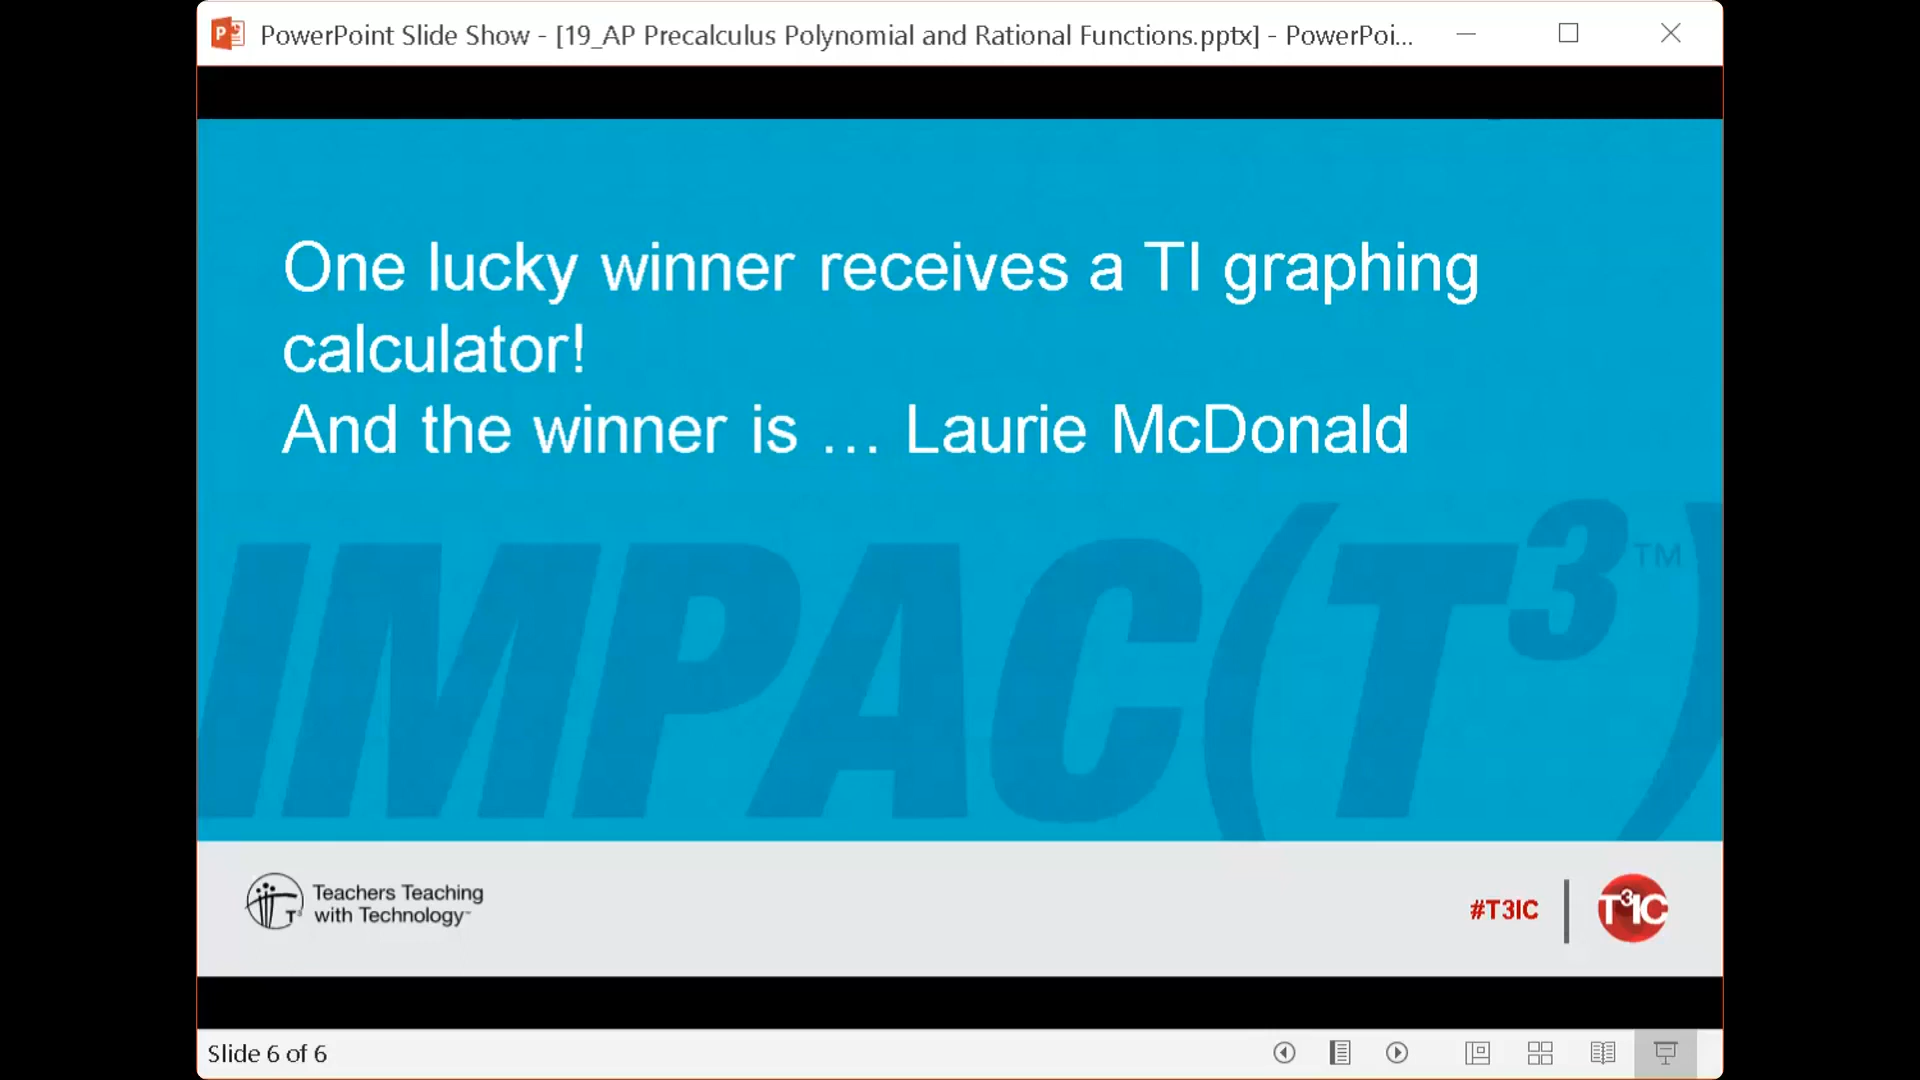 PowerPoint Slide Show - [19_AP Precalculus Polynomial and Rational Functions.pptx] - PowerPoi...
One lucky winner receives a TI graphing
calculator!
And the winner is … Laurie McDonald
IMPAC(T³)™
Teachers Teaching
with Technology™
#T3IC
T³IC
Slide 6 of 6